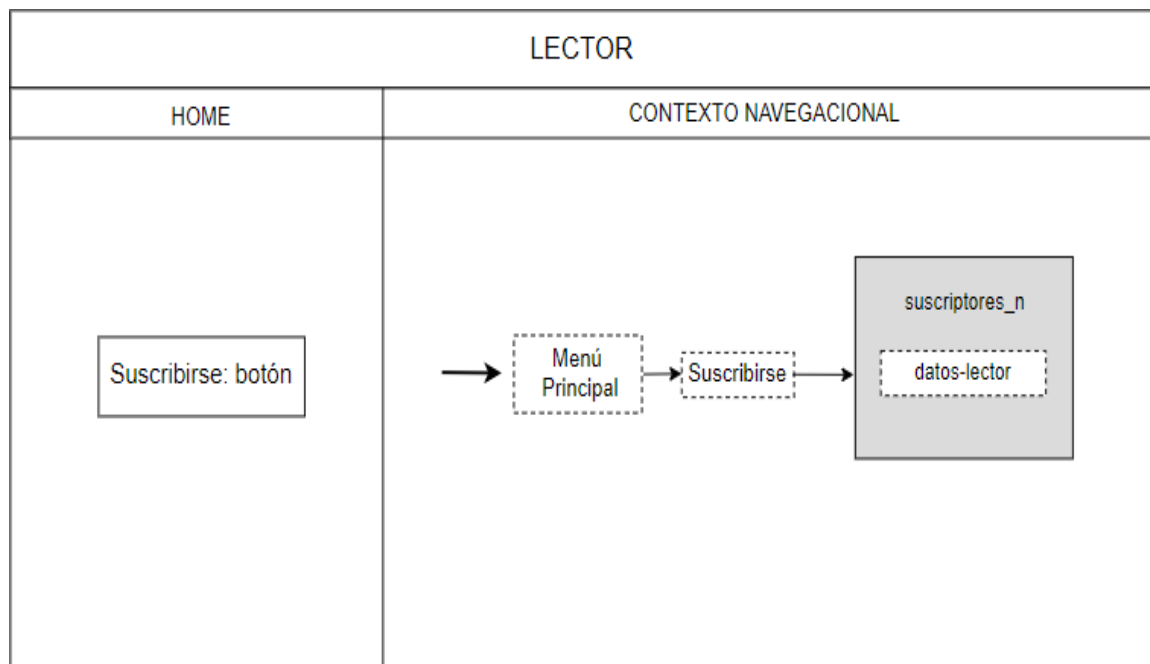 LECTOR
HOME
CONTEXTO NAVEGACIONAL
Suscribirse: botón
Menú
Principal
Suscribirse
suscriptores_n
datos-lector